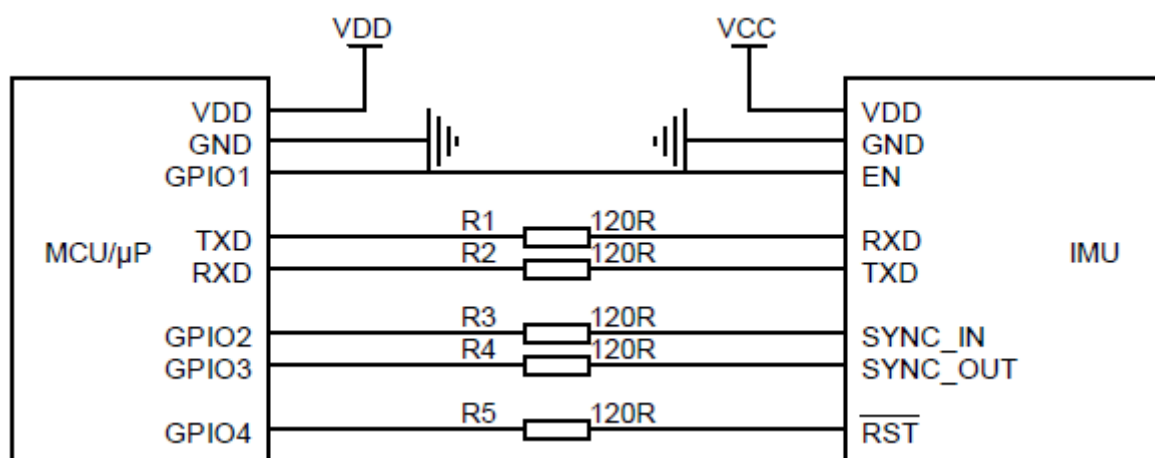 VDD VCC
VDD VDD
GND GND
GPIO1 EN
R1 120R
TXD RXD
MCU/µP R2 120R IMU
RXD TXD
R3 120R
GPIO2 SYNC_IN
R4 120R
GPIO3 SYNC_OUT
R5 120R
GPIO4 RST